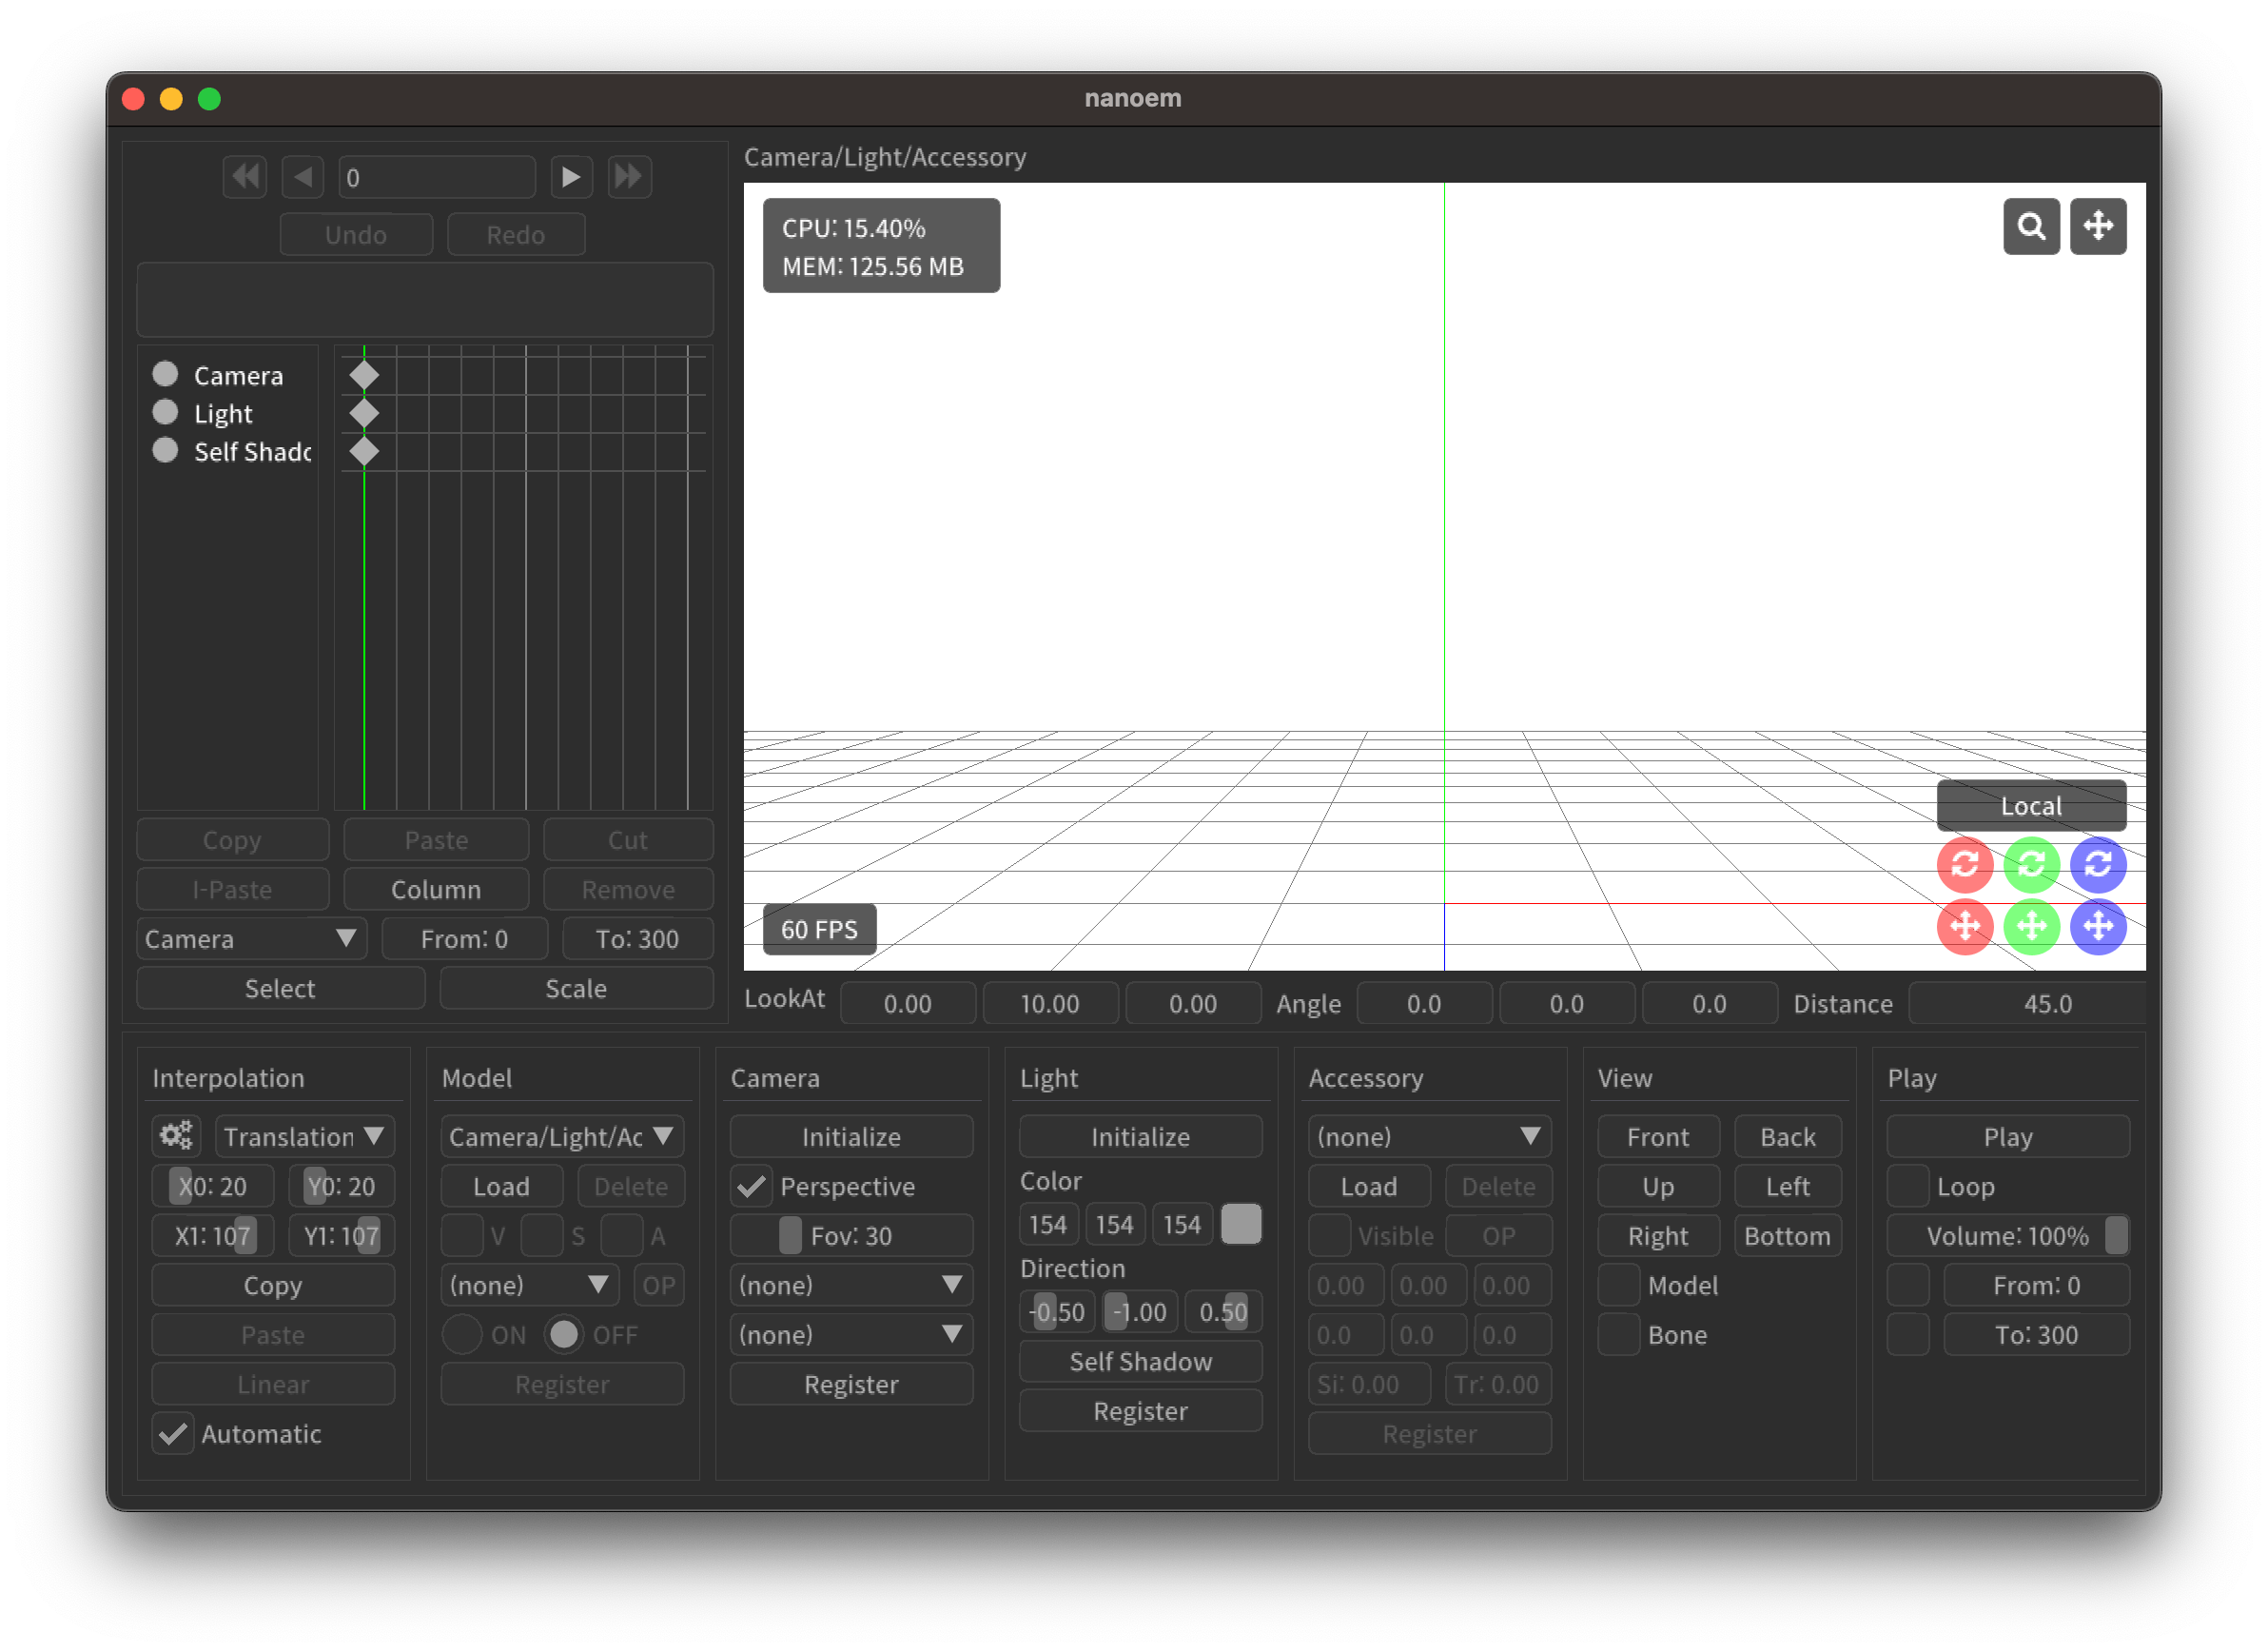 nanoem
0
Undo Redo
Camera
Light
Self Shado
Copy Paste Cut
I-Paste Column Remove
Camera From: 0 To: 300
Select Scale
Camera/Light/Accessory
CPU: 15.40%
MEM: 125.56 MB
Local
60 FPS
LookAt 0.00 10.00 0.00 Angle 0.0 0.0 0.0 Distance 45.0
Interpolation
Translation
X0: 20 Y0: 20
X1: 107 Y1: 107
Copy
Paste
Linear
Automatic
Model
Camera/Light/Ac
Load Delete
V S A
(none) OP
ON OFF
Register
Camera
Initialize
Perspective
Fov: 30
(none)
(none)
Register
Light
Initialize
Color
154 154 154
Direction
-0.50 -1.00 0.50
Self Shadow
Register
Accessory
(none)
Load Delete
Visible OP
0.00 0.00 0.00
0.0 0.0 0.0
Si: 0.00 Tr: 0.00
Register
View
Front Back
Up Left
Right Bottom
Model
Bone
Play
Play
Loop
Volume: 100%
From: 0
To: 300